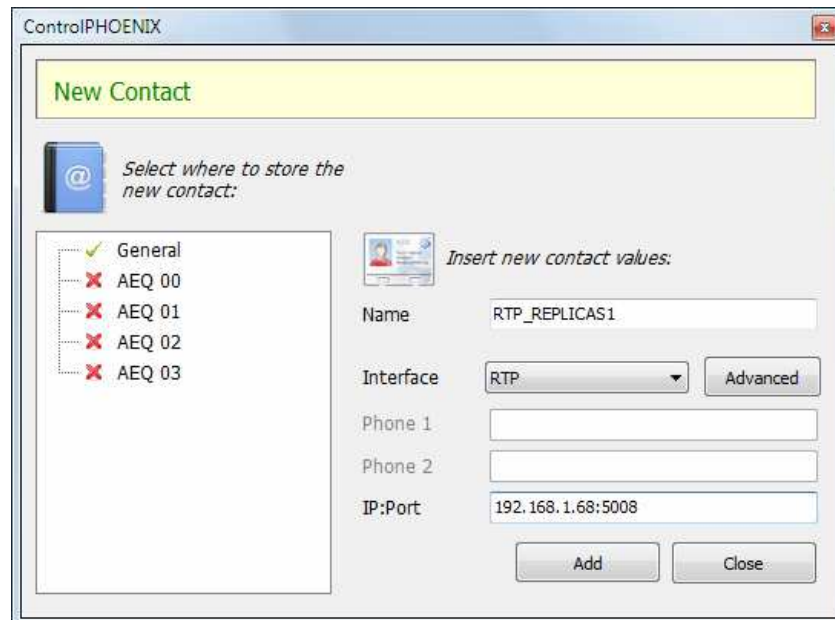 ControlPHOENIX
New Contact
@
Select where to store the
new contact:
General
AEQ 00
AEQ 01
AEQ 02
AEQ 03
Insert new contact values:
Name
RTP_REPLICAS1
Interface
RTP
Advanced
Phone 1
Phone 2
IP:Port
192.168.1.68:5008
Add
Close